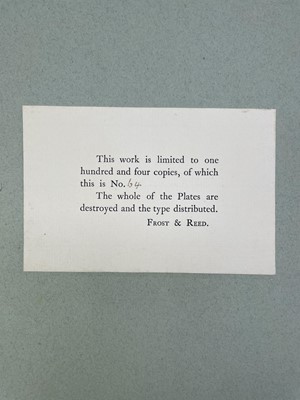 This work is limited to one
hundred and four copies, of which
this is No. 64
The whole of the Plates are
destroyed and the type distributed.
Frost & Reed.